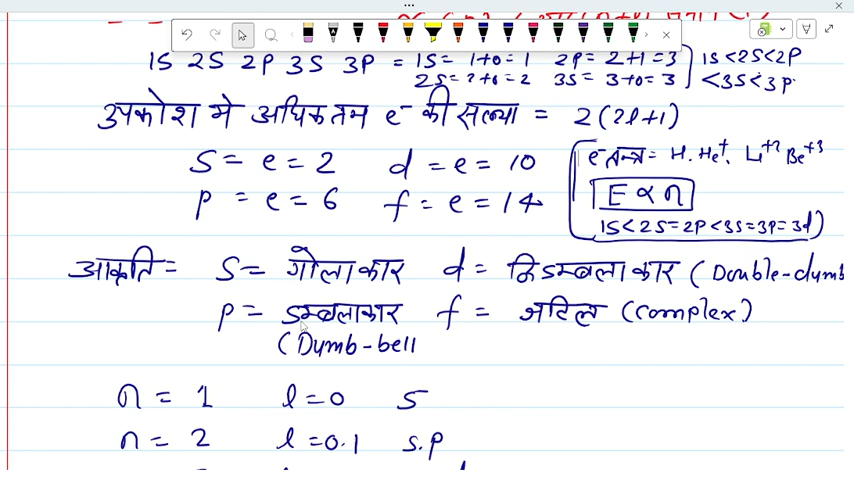 1S 2S 2P 3S 3P = 1S = 1+0 = 1 2P = 2+1 = 3 1S < 2S < 2P
2S = 2+0 = 2 3S = 3+0 = 3 < 3S < 3P
उपकोश मे अधिकतम e⁻ की संख्या = 2(2l+1)
S = e = 2 d = e = 10 e⁻ तन्त्र = H. He⁺. Li⁺² Be⁺³
P = e = 6 f = e = 14 E ∝ n
1S < 2S = 2P < 3S = 3P = 3d)
आकृति = S = गोलाकार d = द्विडम्बलाकार (Double-dumb
P = डम्बलाकार f = जटिल (Complex)
(Dumb-bell
n = 1 l = 0 S
n = 2 l = 0.1 S.P